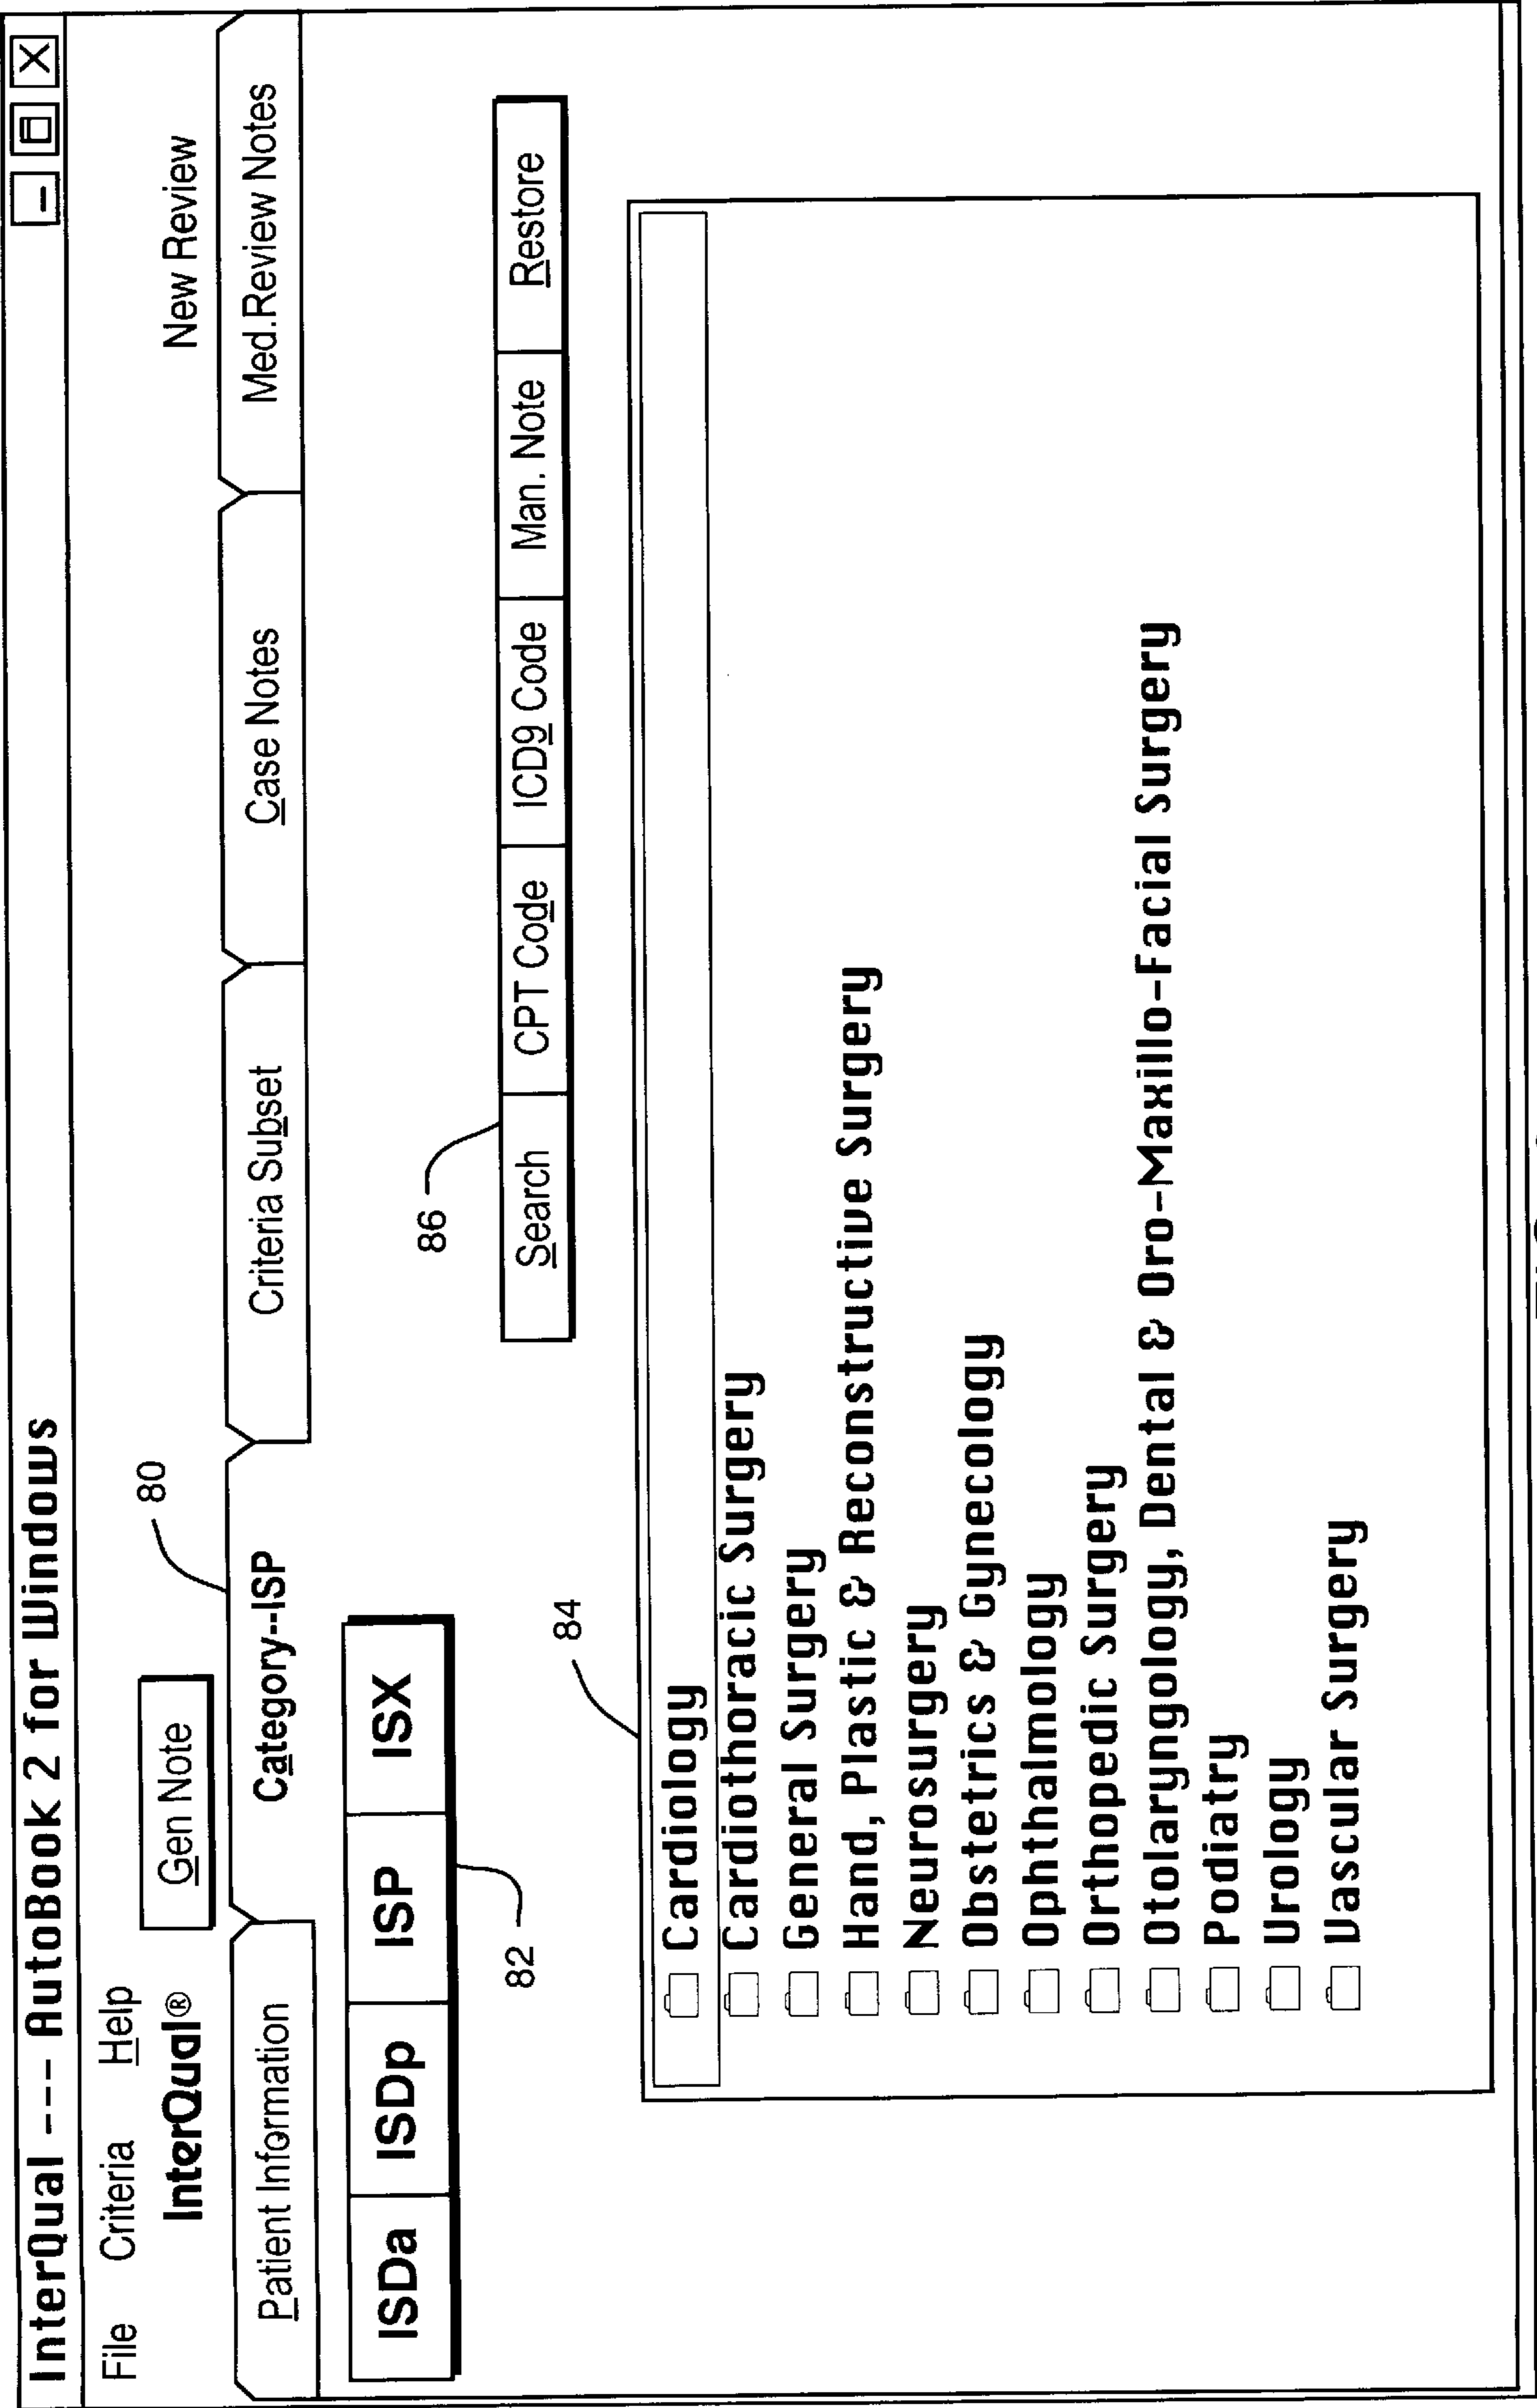 InterQual --- AutoBook 2 for Windows
File Criteria Help
InterQual®
Gen Note
New Review
80
Patient Information
Category--ISP
Criteria Subset
Case Notes
Med.Review Notes
ISDa ISDp ISP ISX
82
86
Search CPT Code ICD9 Code Man. Note Restore
84
Cardiology
Cardiothoracic Surgery
General Surgery
Hand, Plastic & Reconstructive Surgery
Neurosurgery
Obstetrics & Gynecology
Ophthalmology
Orthopedic Surgery
Otolaryngology, Dental & Oro-Maxillo-Facial Surgery
Podiatry
Urology
Vascular Surgery